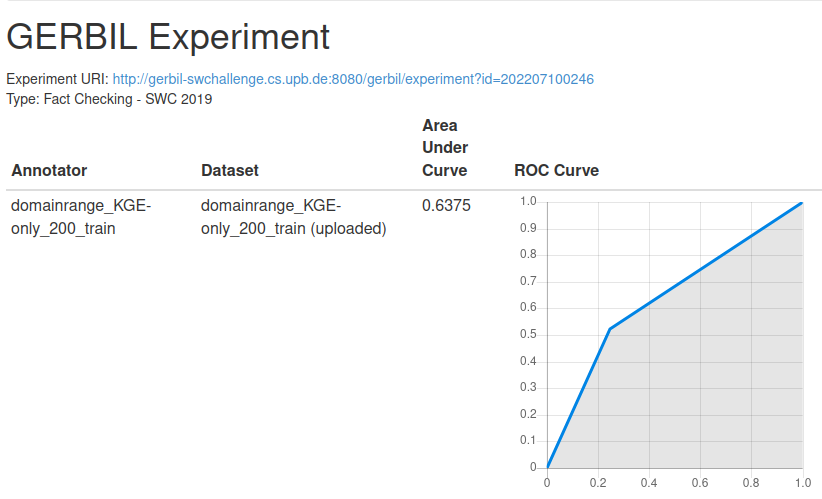 GERBIL Experiment
Experiment URI: http://gerbil-swchallenge.cs.upb.de:8080/gerbil/experiment?id=202207100246
Type: Fact Checking - SWC 2019
Annotator Dataset Area Under Curve ROC Curve
domainrange_KGE-
only_200_train
domainrange_KGE-
only_200_train (uploaded)
0.6375
1.0
0.9
0.8
0.7
0.6
0.5
0.4
0.3
0.2
0.1
0
0 0.2 0.4 0.6 0.8 1.0